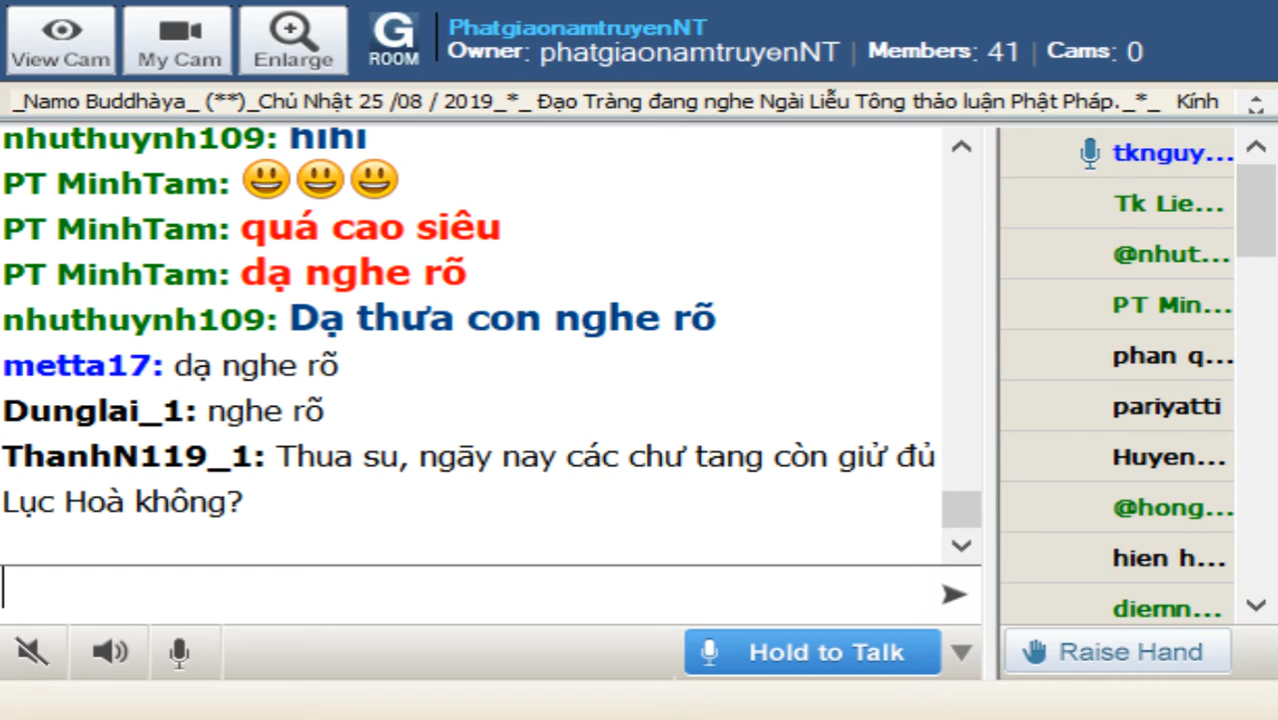 PhatgiaonamtruyenNT
View Cam My Cam Enlarge G ROOM Owner: phatgiaonamtruyenNT | Members: 41 | Cams: 0
_Namo Buddhàya_ (**)_Chủ Nhật 25 /08 / 2019_*_ Đạo Tràng đang nghe Ngài Liễu Tông thảo luận Phật Pháp._*_ Kính
nhuthuynh109: hihi
PT MinhTam:
PT MinhTam: quá cao siêu
PT MinhTam: dạ nghe rõ
nhuthuynh109: Dạ thưa con nghe rõ
metta17: dạ nghe rõ
Dunglai_1: nghe rõ
ThanhN119_1: Thua su, ngāy nay các chư tang còn giử đủ
Lục Hoà không?
tknguy...
Tk Lie...
@nhut...
PT Min...
phan q...
pariyatti
Huyen...
@hong...
hien h...
diemn...
Hold to Talk
Raise Hand